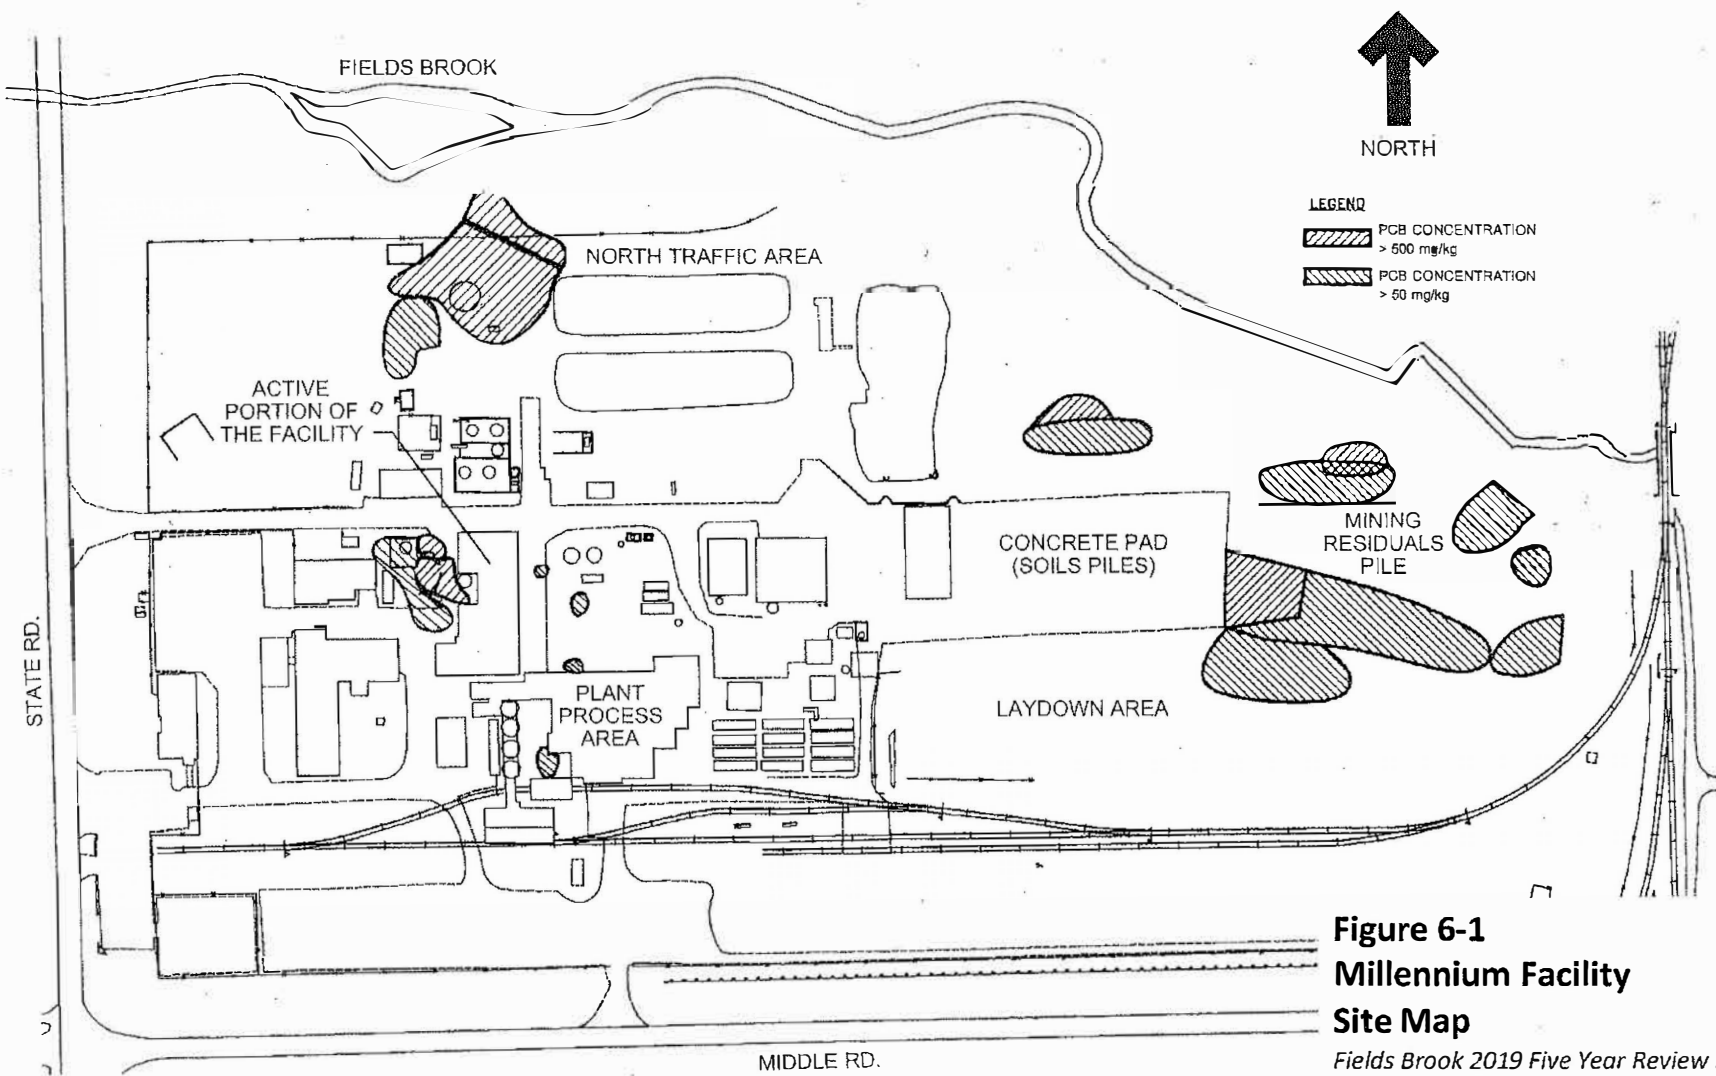 FIELDS BROOK
NORTH
LEGEND
PCB CONCENTRATION
> 500 mg/kg
PCB CONCENTRATION
> 50 mg/kg
NORTH TRAFFIC AREA
ACTIVE
PORTION OF
THE FACILITY
MINING
RESIDUALS
PILE
CONCRETE PAD
(SOILS PILES)
STATE RD.
PLANT
PROCESS
AREA
LAYDOWN AREA
Figure 6-1
Millennium Facility
Site Map
Fields Brook 2019 Five Year Review
MIDDLE RD.